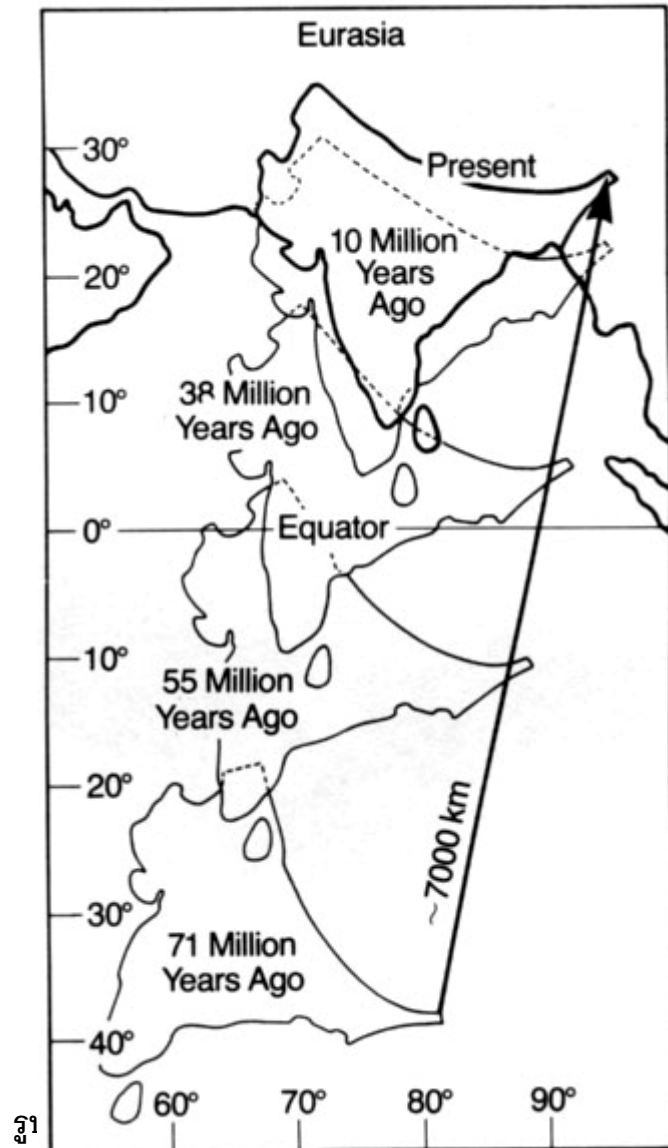 Eurasia
30°
Present
10 Million
Years
Ago
20°
38 Million
Years Ago
10°
0°
Equator
10°
55 Million
Years Ago
20°
~7000 km
30°
71 Million
Years Ago
40°
60°
70°
80°
90°